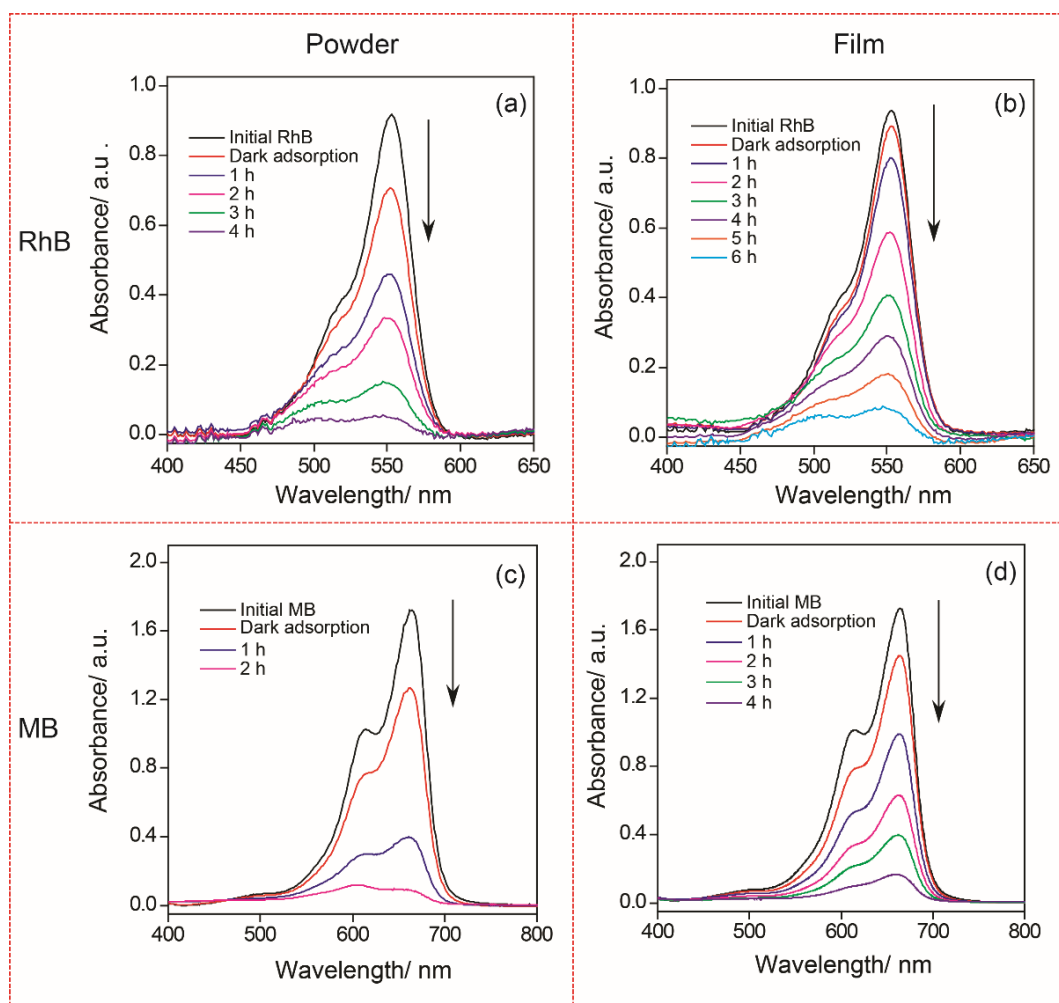 Powder
Film
RhB
MB
(a)
Initial RhB
Dark adsorption
1 h
2 h
3 h
4 h
Absorbance/ a.u .
1.0
0.8
0.6
0.4
0.2
0.0
400
450
500
550
600
650
Wavelength/ nm
(b)
Initial RhB
Dark adsorption
1 h
2 h
3 h
4 h
5 h
6 h
Absorbance/ a.u.
1.0
0.8
0.6
0.4
0.2
0.0
400
450
500
550
600
650
Wavelength/ nm
(c)
Initial MB
Dark adsorption
1 h
2 h
Absorbance/ a.u.
2.0
1.6
1.2
0.8
0.4
0.0
400
500
600
700
800
Wavelength/ nm
(d)
Initial MB
Dark adsorption
1 h
2 h
3 h
4 h
Absorbance/ a.u.
2.0
1.6
1.2
0.8
0.4
0.0
400
500
600
700
800
Wavelength/ nm